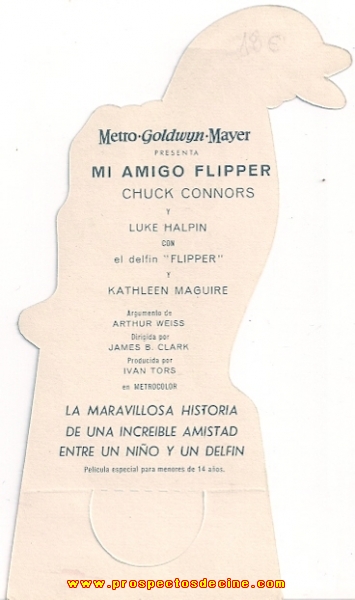 Metro-Goldwyn-Mayer
PRESENTA
MI AMIGO FLIPPER
CHUCK CONNORS
Y
LUKE HALPIN
CON
el delfin "FLIPPER"
Y
KATHLEEN MAGUIRE
Argumento de
ARTHUR WEISS
Dirigida por
JAMES B. CLARK
Producida por
IVAN TORS
en METROCOLOR
LA MARAVILLOSA HISTORIA
DE UNA INCREIBLE AMISTAD
ENTRE UN NIÑO Y UN DELFIN
Película especial para menores de 14 años.
www.prospectosdecine.com